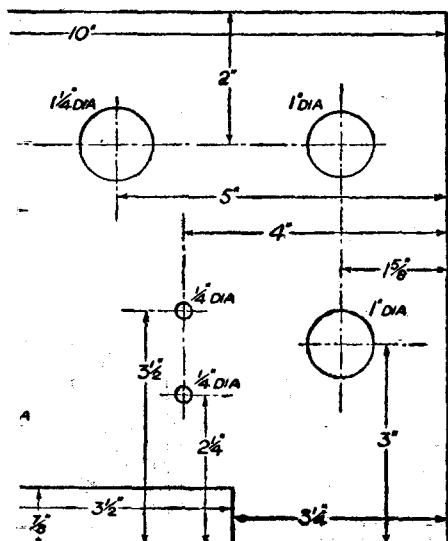 10"
2"
1¼" DIA
1" DIA
5"
4"
1⅝"
¼" DIA
1" DIA
3½"
¼" DIA
A
2¼"
3"
3½"
⅞"
3¼"